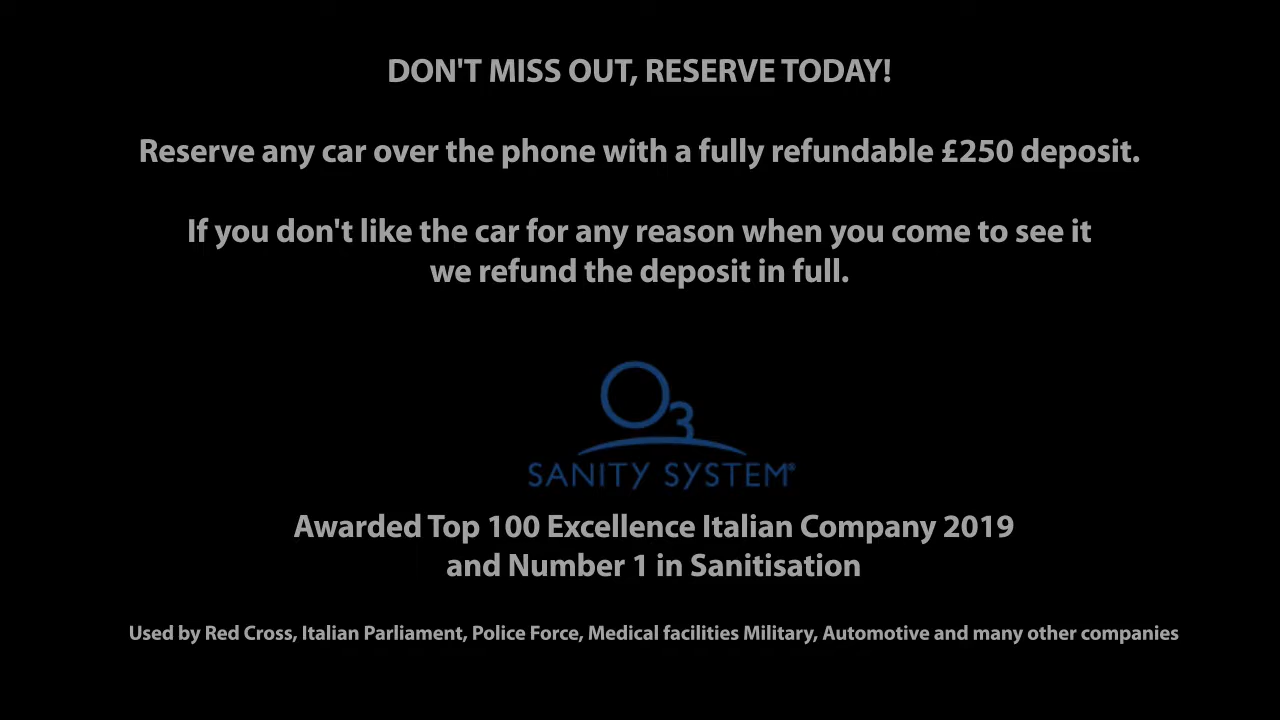 DON'T MISS OUT, RESERVE TODAY!
Reserve any car over the phone with a fully refundable £250 deposit.
If you don't like the car for any reason when you come to see it
we refund the deposit in full.
O3
SANITY SYSTEM®
Awarded Top 100 Excellence Italian Company 2019
and Number 1 in Sanitisation
Used by Red Cross, Italian Parliament, Police Force, Medical facilities Military, Automotive and many other companies